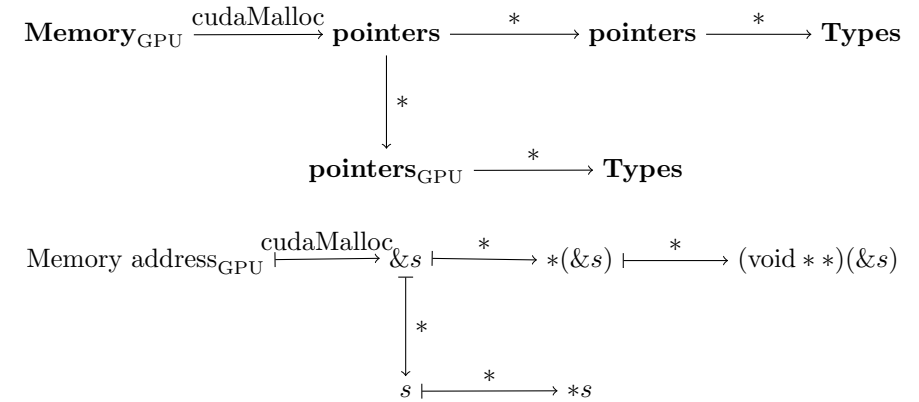 cudaMalloc * *
Memory_GPU pointers pointers Types
*
*
pointers_GPU Types
cudaMalloc * *
Memory address_GPU &s *(&s) (void * *)(&s)
*
*
s *s